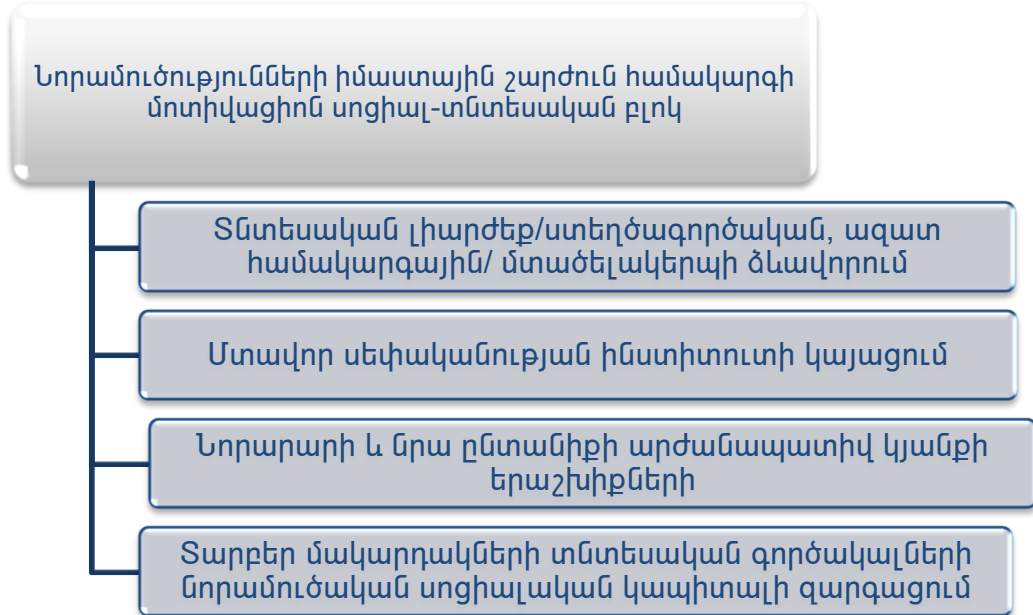 Նորամուծությունների իմաստային շարժուն համակարգի
մոտիվացիոն սոցիալ-տնտեսական բլոկ
Տնտեսական լիարժեք/ստեղծագործական, ազատ
համակարգային/ մտածելակերպի ձևավորում
Մտավոր սեփականության ինստիտուտի կայացում
Նորարարի և նրա ընտանիքի արժանապատիվ կյանքի
երաշխիքների
Տարբեր մակարդակների տնտեսական գործակալների
նորամուծական սոցիալական կապիտալի զարգացում